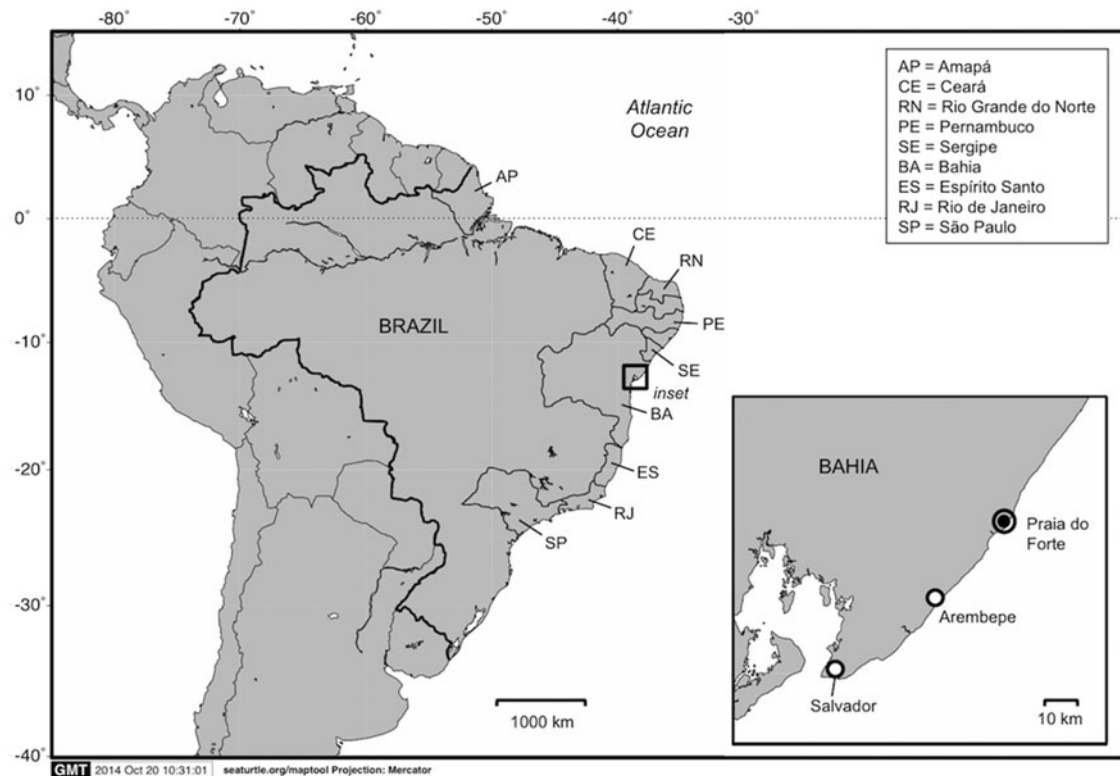 -80°
-70°
-60°
-50°
-40°
-30°
10°
0°
-10°
-20°
-30°
-40°
Atlantic
Ocean
AP = Amapá
CE = Ceará
RN = Rio Grande do Norte
PE = Pernambuco
SE = Sergipe
BA = Bahia
ES = Espírito Santo
RJ = Rio de Janeiro
SP = São Paulo
AP
CE
RN
BRAZIL
PE
SE
inset
BA
ES
RJ
SP
1000 km
BAHIA
Praia do
Forte
Arembepe
Salvador
10 km
GMT 2014 Oct 20 10:31:01 seaturtle.org/maptool Projection: Mercator